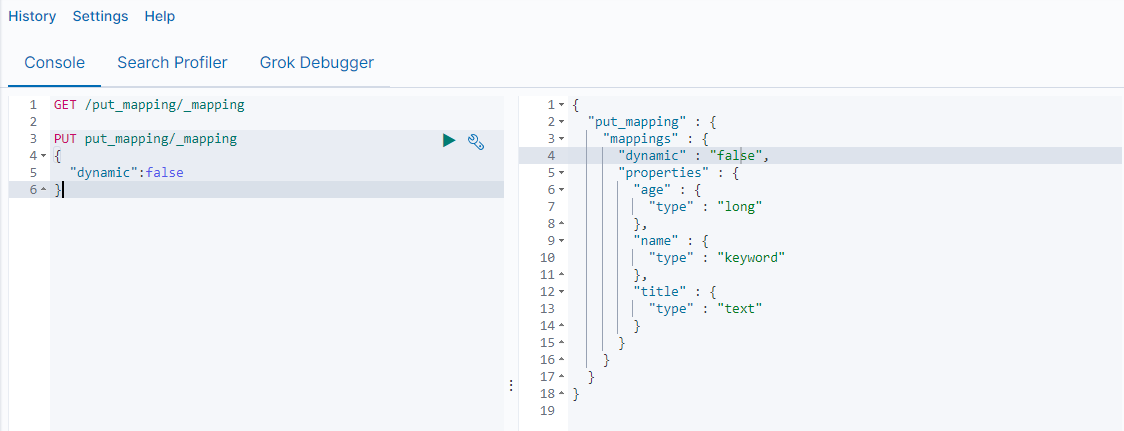 History Settings Help
Console Search Profiler Grok Debugger
1 GET /put_mapping/_mapping
2
3 PUT put_mapping/_mapping
4 {
5 "dynamic":false
6 }
1 {
2 "put_mapping" : {
3 "mappings" : {
4 "dynamic" : "false",
5 "properties" : {
6 "age" : {
7 "type" : "long"
8 },
9 "name" : {
10 "type" : "keyword"
11 },
12 "title" : {
13 "type" : "text"
14 }
15 }
16 }
17 }
18 }
19